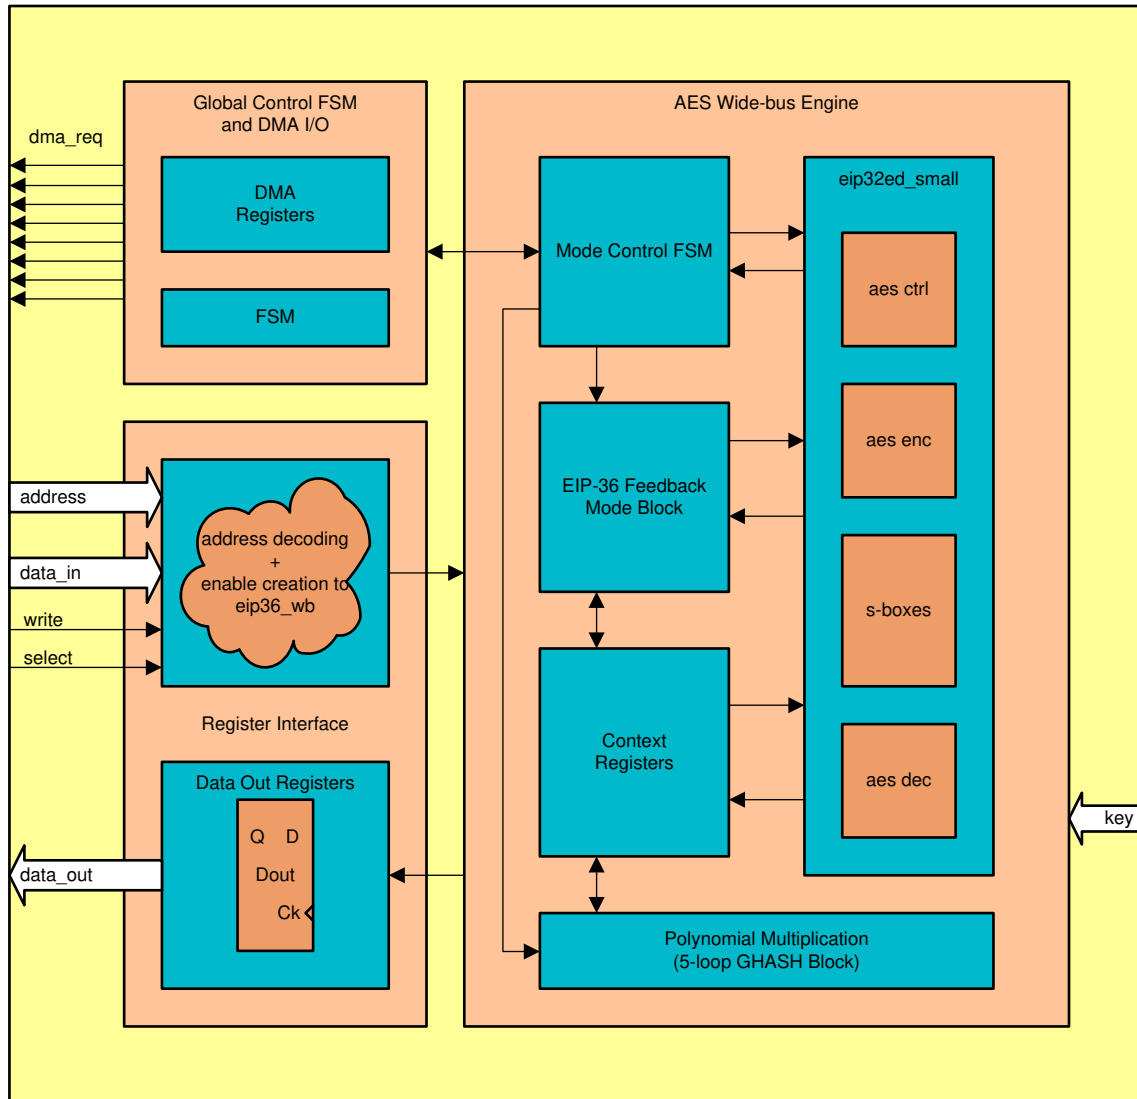 Global Control FSM
and DMA I/O
dma_req
DMA
Registers
FSM
AES Wide-bus Engine
Mode Control FSM
eip32ed_small
aes ctrl
aes enc
s-boxes
aes dec
EIP-36 Feedback
Mode Block
Context
Registers
Polynomial Multiplication
(5-loop GHASH Block)
address
data_in
write
select
address decoding
+
enable creation to
eip36_wb
Register Interface
Data Out Registers
Q D
Dout
Ck
data_out
key